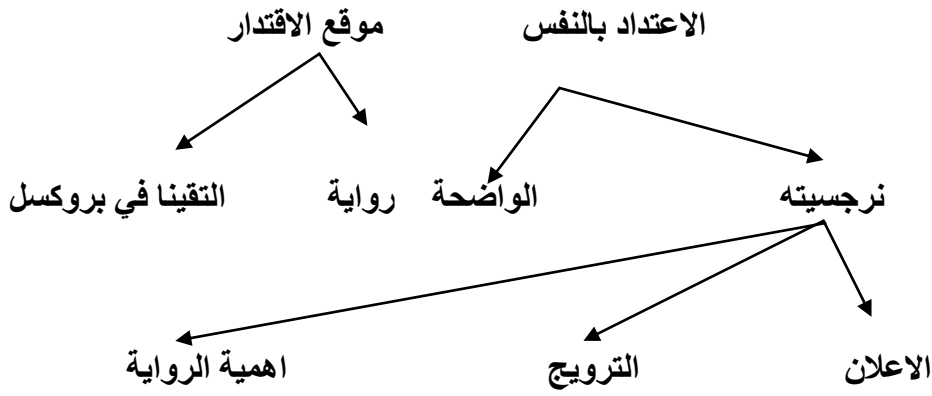 الاعتداد بالنفس موقع الاقتدار
نرجسيته الواضحة رواية التقينا في بروكسل
الاعلان الترويج اهمية الرواية